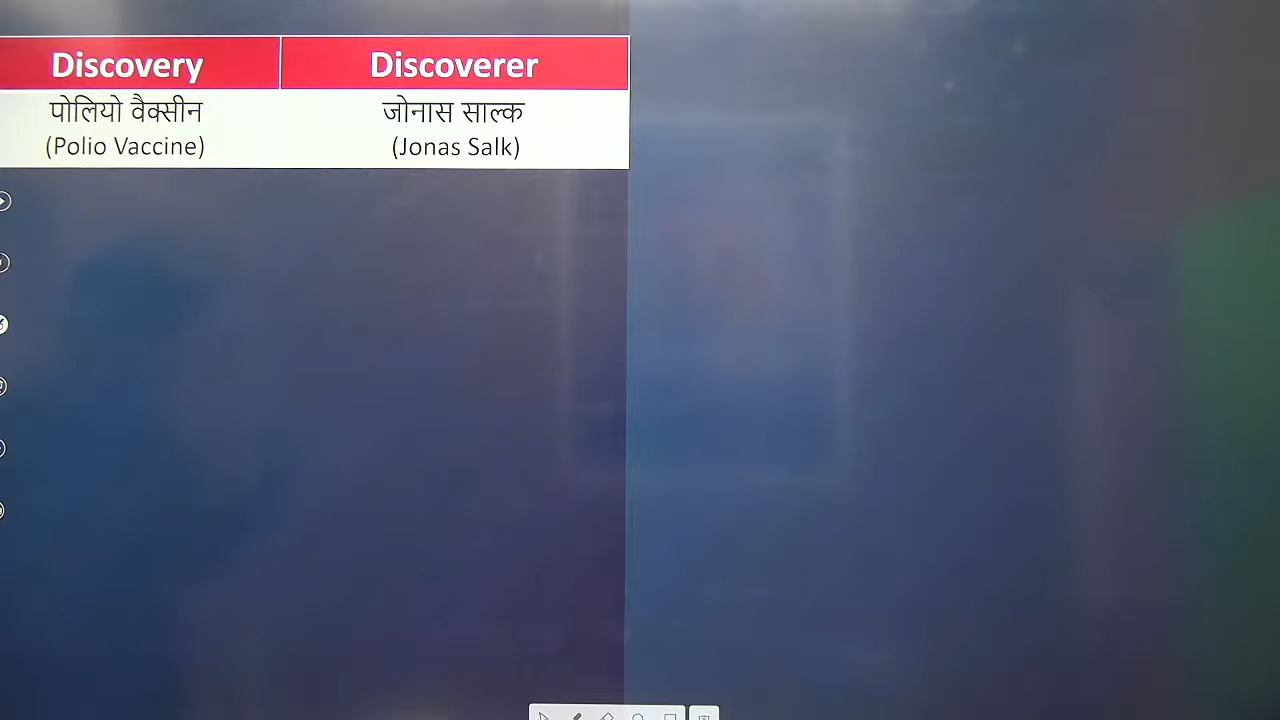 Discovery Discoverer
पोलियो वैक्सीन जोनास साल्क
(Polio Vaccine) (Jonas Salk)